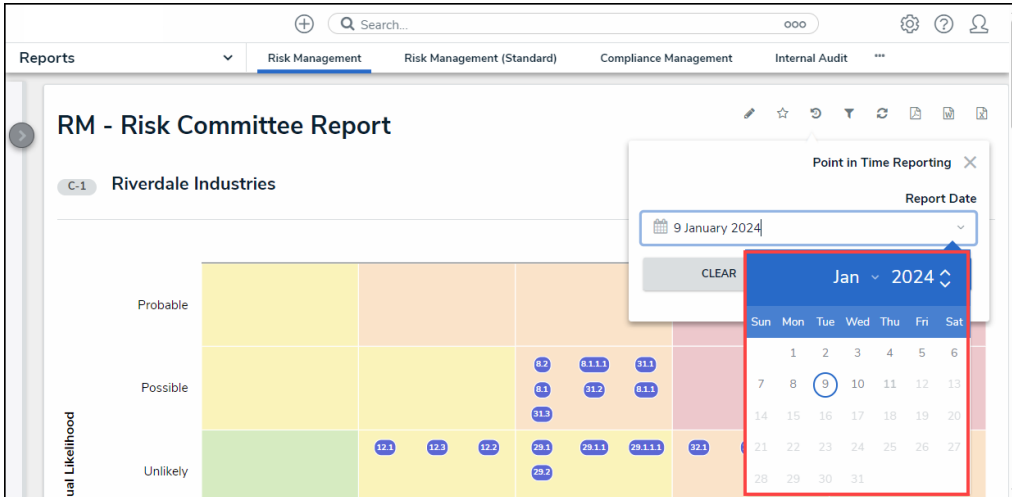 Search...
Reports
Risk Management
Risk Management (Standard)
Compliance Management
Internal Audit
RM - Risk Committee Report
C-1 Riverdale Industries
Point in Time Reporting
Report Date
9 January 2024
CLEAR
Jan 2024
Sun Mon Tue Wed Thu Fri Sat
1 2 3 4 5 6
7 8 9 10 11 12 13
14 15 16 17 18 19 20
21 22 23 24 25 26 27
28 29 30 31
Probable
Possible
8.2 8.1.1.1 31.1
8.1 31.2 8.1.1
31.3
Unlikely
12.1 12.3 12.2 29.1 29.1.1 29.1.1.1 32.1
29.2
ual Likelihood